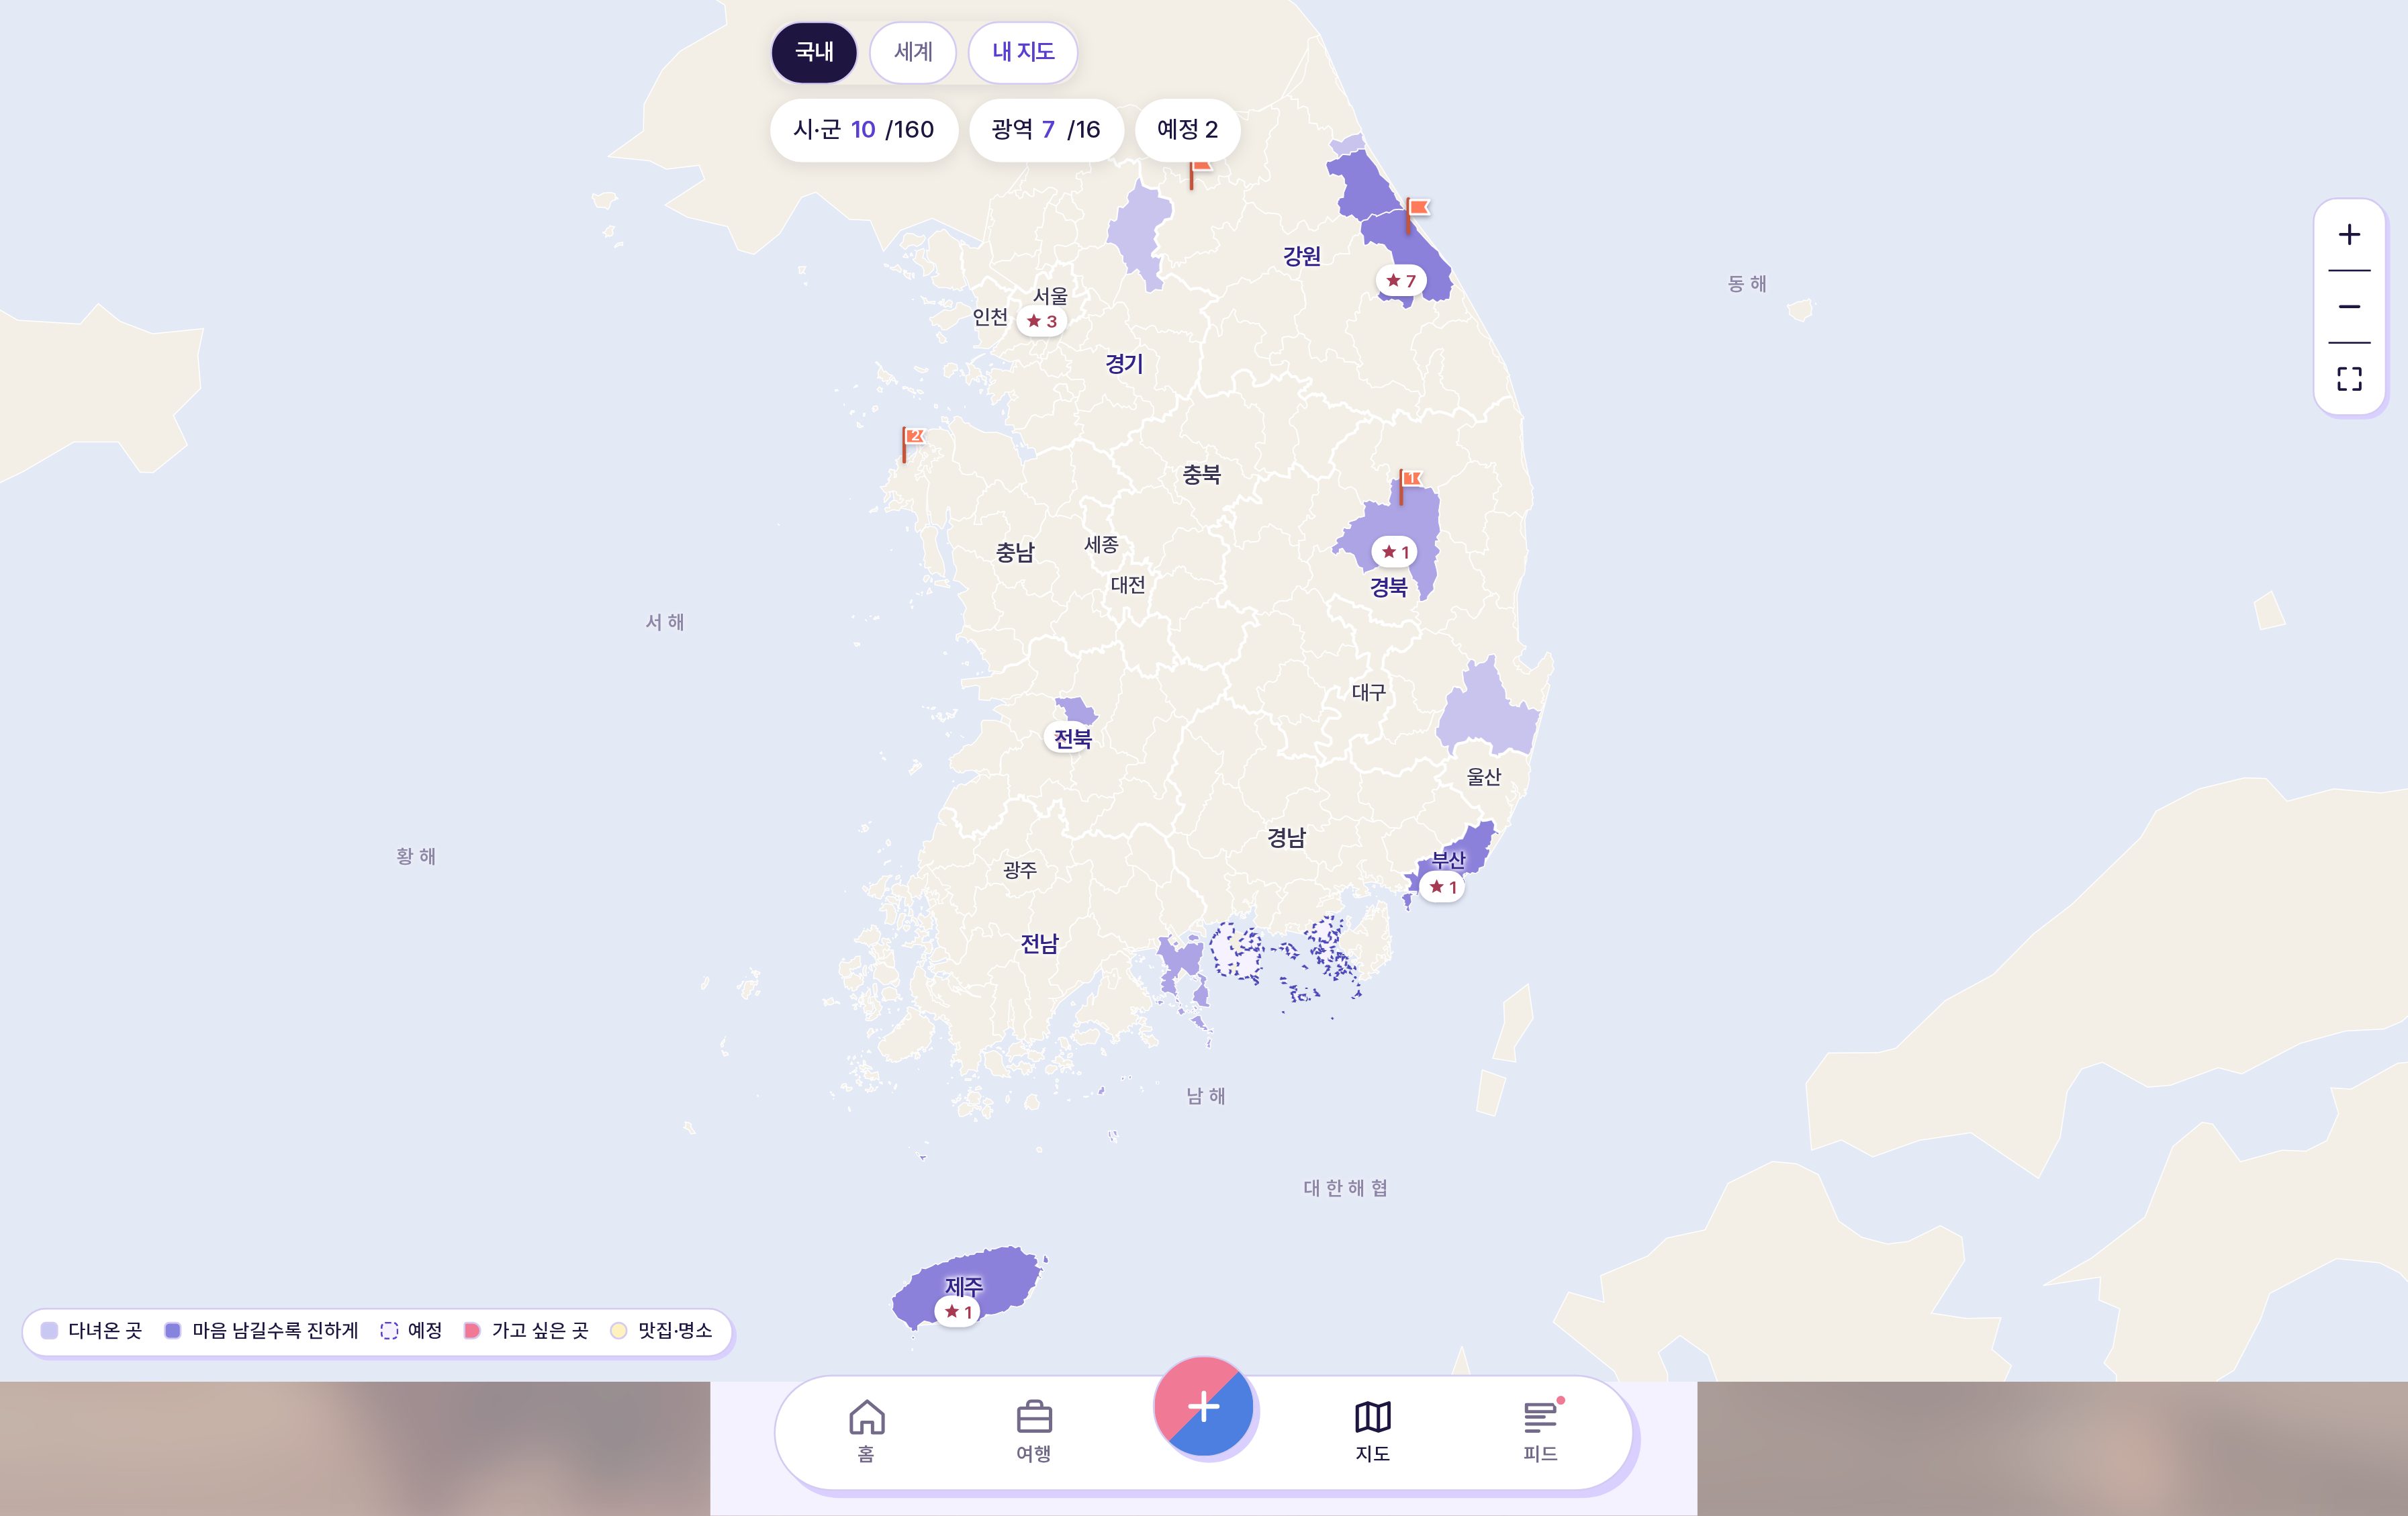 국내 세계 내 지도
시·군 10 /160 광역 7 /16 예정 2
강원
동해
7
서울
인천
3
경기
2
충북
1
충남
세종
1
대전
경북
서해
대구
전북
울산
경남
황해
부산
광주
1
전남
남해
대한해협
제주
1
다녀온 곳 마음 남길수록 진하게 예정 가고 싶은 곳 맛집·명소
홈 여행 지도 피드